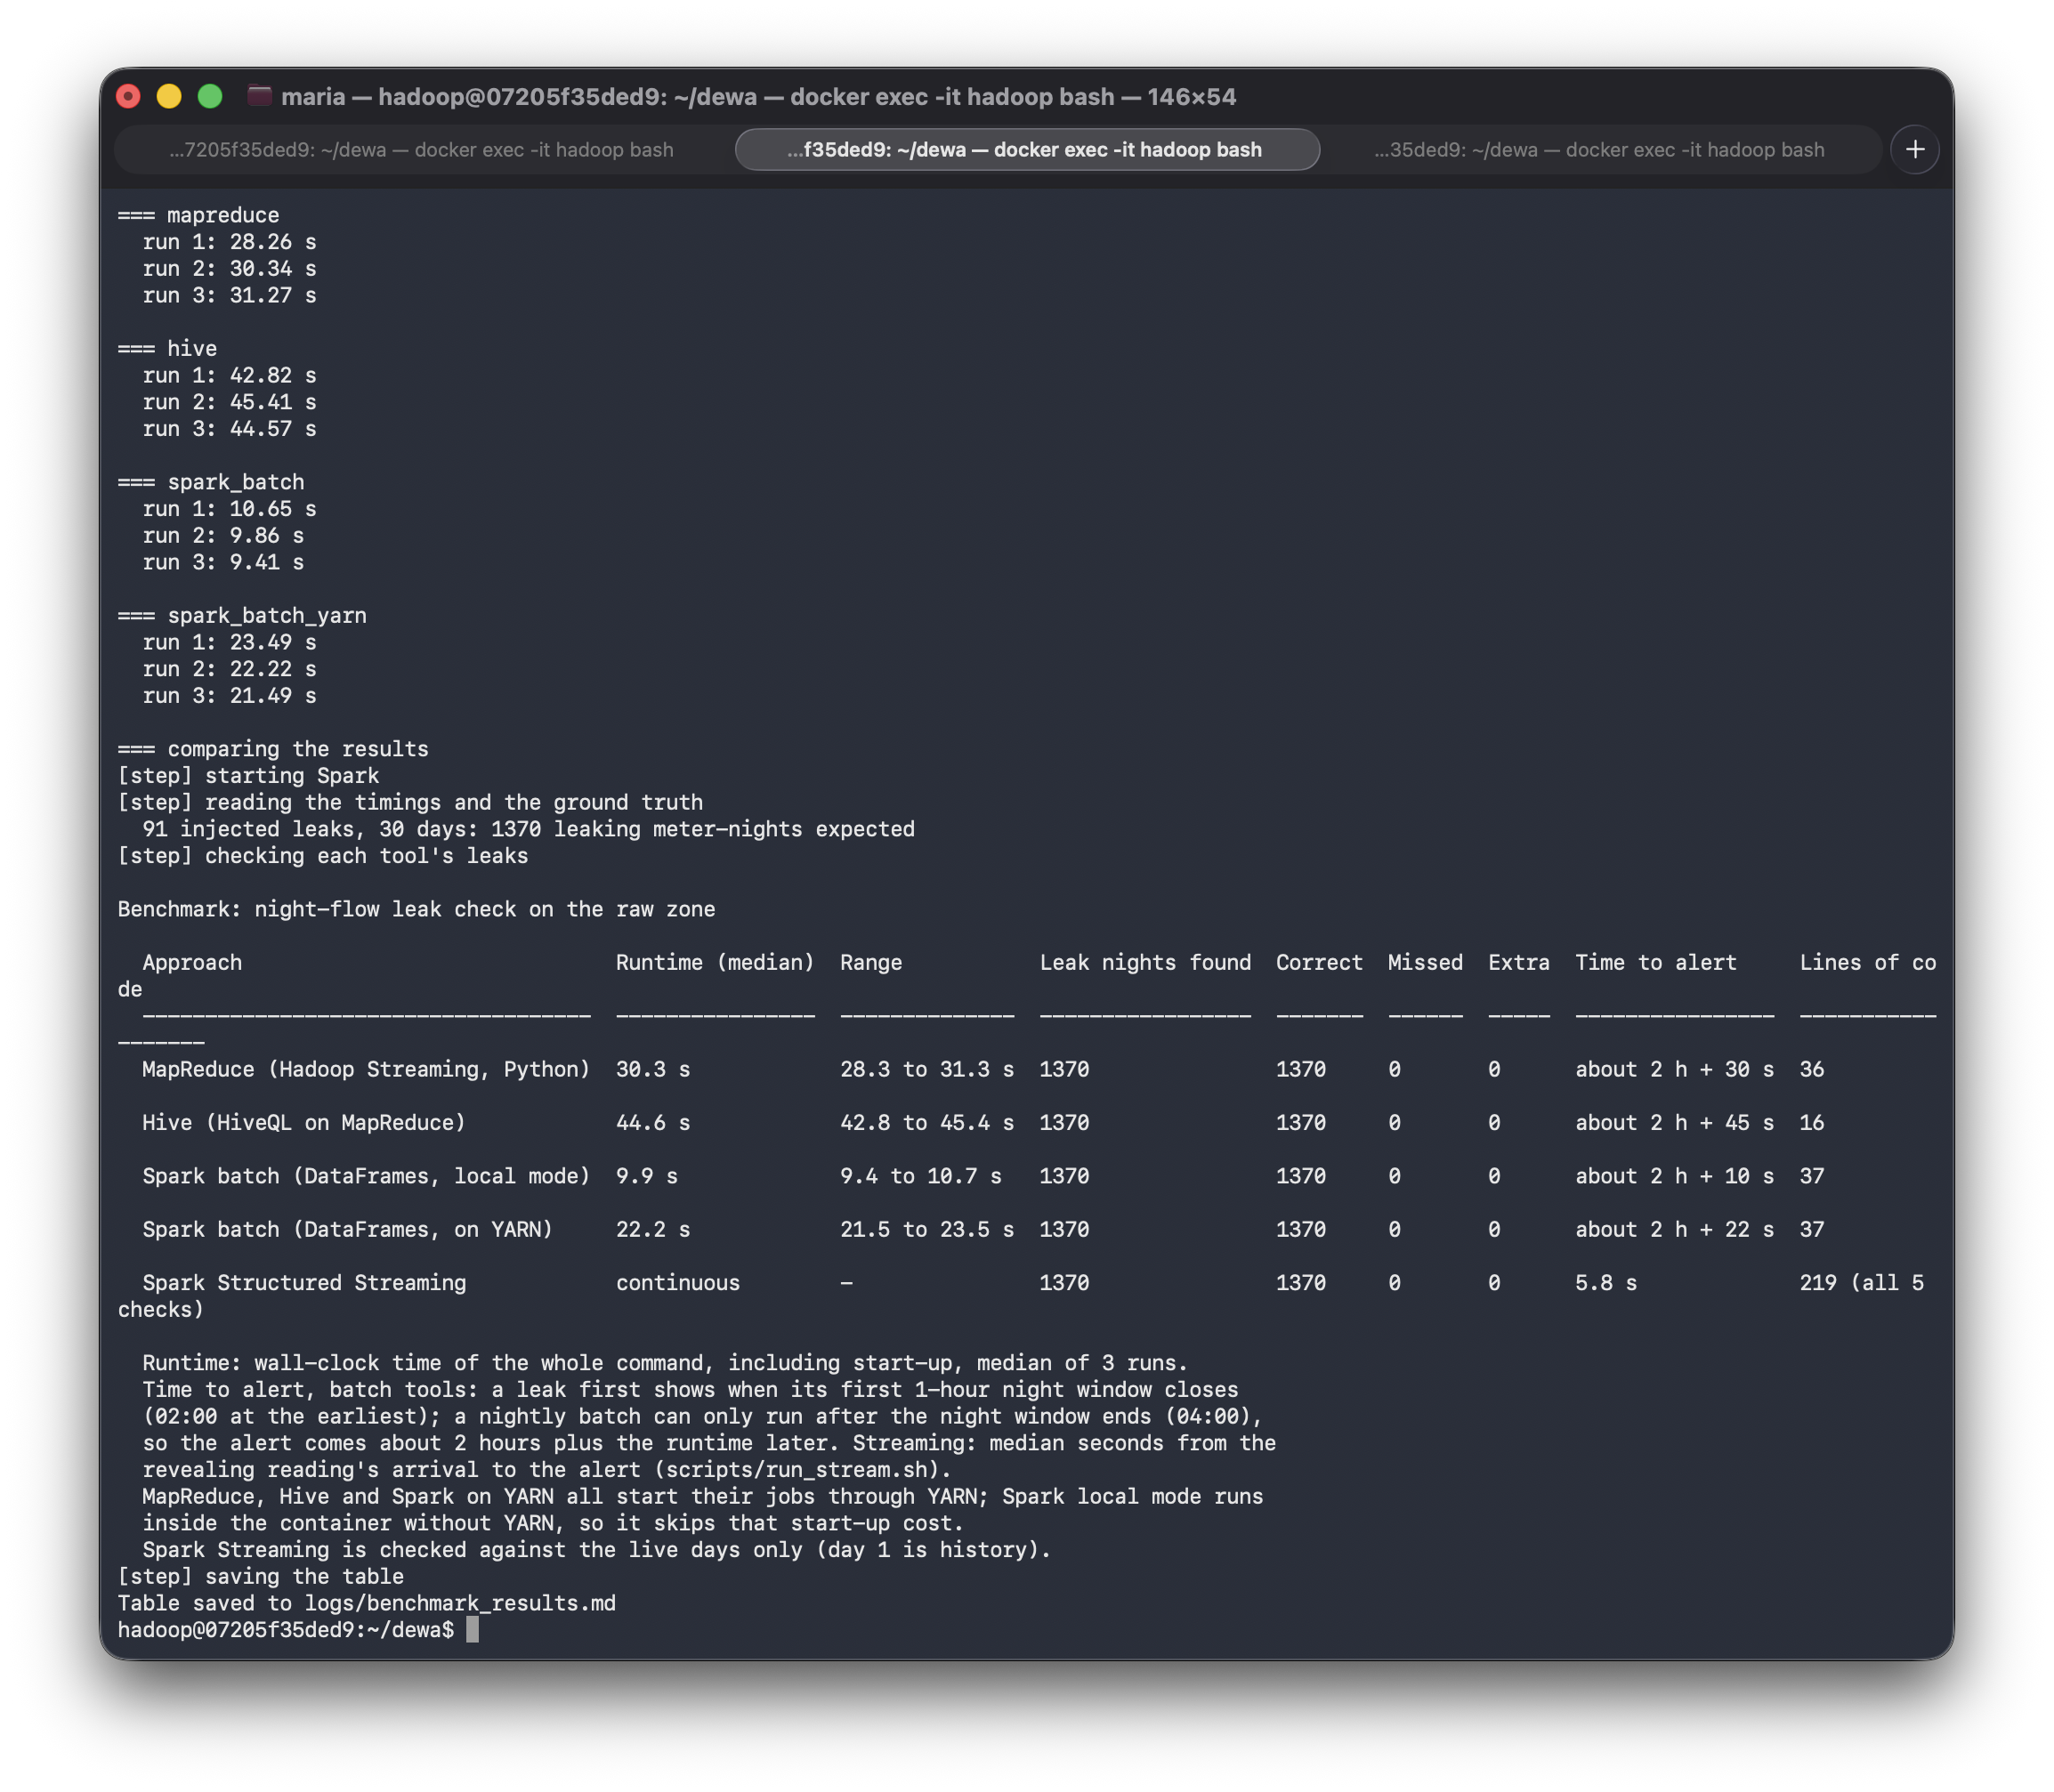 maria — hadoop@07205f35ded9: ~/dewa — docker exec -it hadoop bash — 146×54
...7205f35ded9: ~/dewa — docker exec -it hadoop bash
...f35ded9: ~/dewa — docker exec -it hadoop bash
...35ded9: ~/dewa — docker exec -it hadoop bash
+
=== mapreduce
  run 1: 28.26 s
  run 2: 30.34 s
  run 3: 31.27 s

=== hive
  run 1: 42.82 s
  run 2: 45.41 s
  run 3: 44.57 s

=== spark_batch
  run 1: 10.65 s
  run 2: 9.86 s
  run 3: 9.41 s

=== spark_batch_yarn
  run 1: 23.49 s
  run 2: 22.22 s
  run 3: 21.49 s

=== comparing the results
[step] starting Spark
[step] reading the timings and the ground truth
  91 injected leaks, 30 days: 1370 leaking meter-nights expected
[step] checking each tool's leaks

Benchmark: night-flow leak check on the raw zone

  Approach                              Runtime (median)  Range           Leak nights found  Correct  Missed  Extra  Time to alert     Lines of co
de
  ------------------------------------  ----------------  --------------  -----------------  -------  ------  -----  ----------------  -----------
-------
  MapReduce (Hadoop Streaming, Python)  30.3 s            28.3 to 31.3 s  1370               1370     0       0      about 2 h + 30 s  36

  Hive (HiveQL on MapReduce)            44.6 s            42.8 to 45.4 s  1370               1370     0       0      about 2 h + 45 s  16

  Spark batch (DataFrames, local mode)  9.9 s             9.4 to 10.7 s   1370               1370     0       0      about 2 h + 10 s  37

  Spark batch (DataFrames, on YARN)     22.2 s            21.5 to 23.5 s  1370               1370     0       0      about 2 h + 22 s  37

  Spark Structured Streaming            continuous        -               1370               1370     0       0      5.8 s             219 (all 5
checks)

  Runtime: wall-clock time of the whole command, including start-up, median of 3 runs.
  Time to alert, batch tools: a leak first shows when its first 1-hour night window closes
  (02:00 at the earliest); a nightly batch can only run after the night window ends (04:00),
  so the alert comes about 2 hours plus the runtime later. Streaming: median seconds from the
  revealing reading's arrival to the alert (scripts/run_stream.sh).
  MapReduce, Hive and Spark on YARN all start their jobs through YARN; Spark local mode runs
  inside the container without YARN, so it skips that start-up cost.
  Spark Streaming is checked against the live days only (day 1 is history).
[step] saving the table
Table saved to logs/benchmark_results.md
hadoop@07205f35ded9:~/dewa$